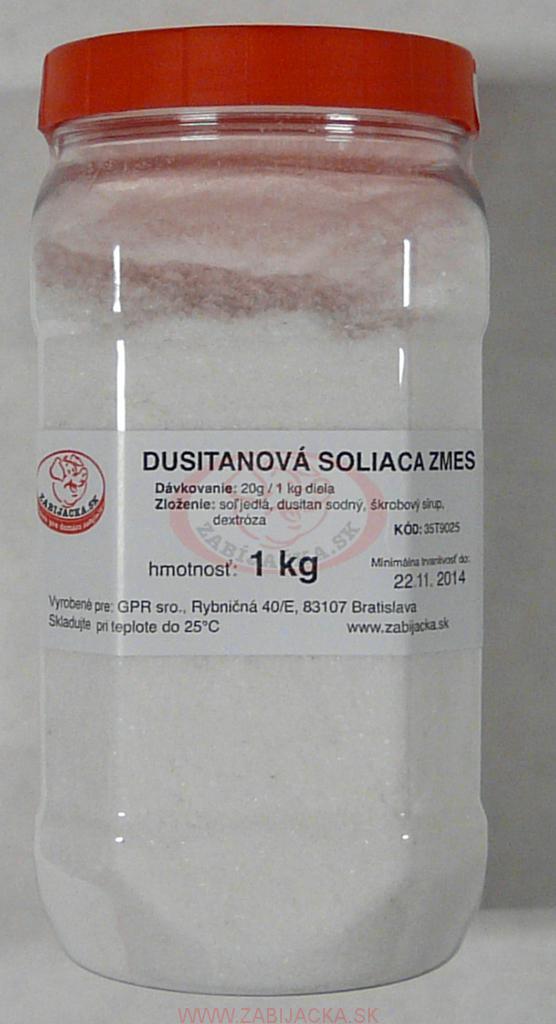 DUSITANOVÁ SOLIACA ZMES
Dávkovanie: 20g / 1 kg diela
Zloženie: soľ jedlá, dusitan sodný, škrobový sirup,
dextróza
KÓD: 35T9025
hmotnosť: 1 kg
Minimálna trvanlivosť do:
22.11. 2014
Vyrobené pre: GPR sro., Rybničná 40/E, 83107 Bratislava
Skladujte pri teplote do 25°C
www.zabijacka.sk
ZABIJACKA.SK
ZABIJACKA.SK
WWW.ZABIJACKA.SK